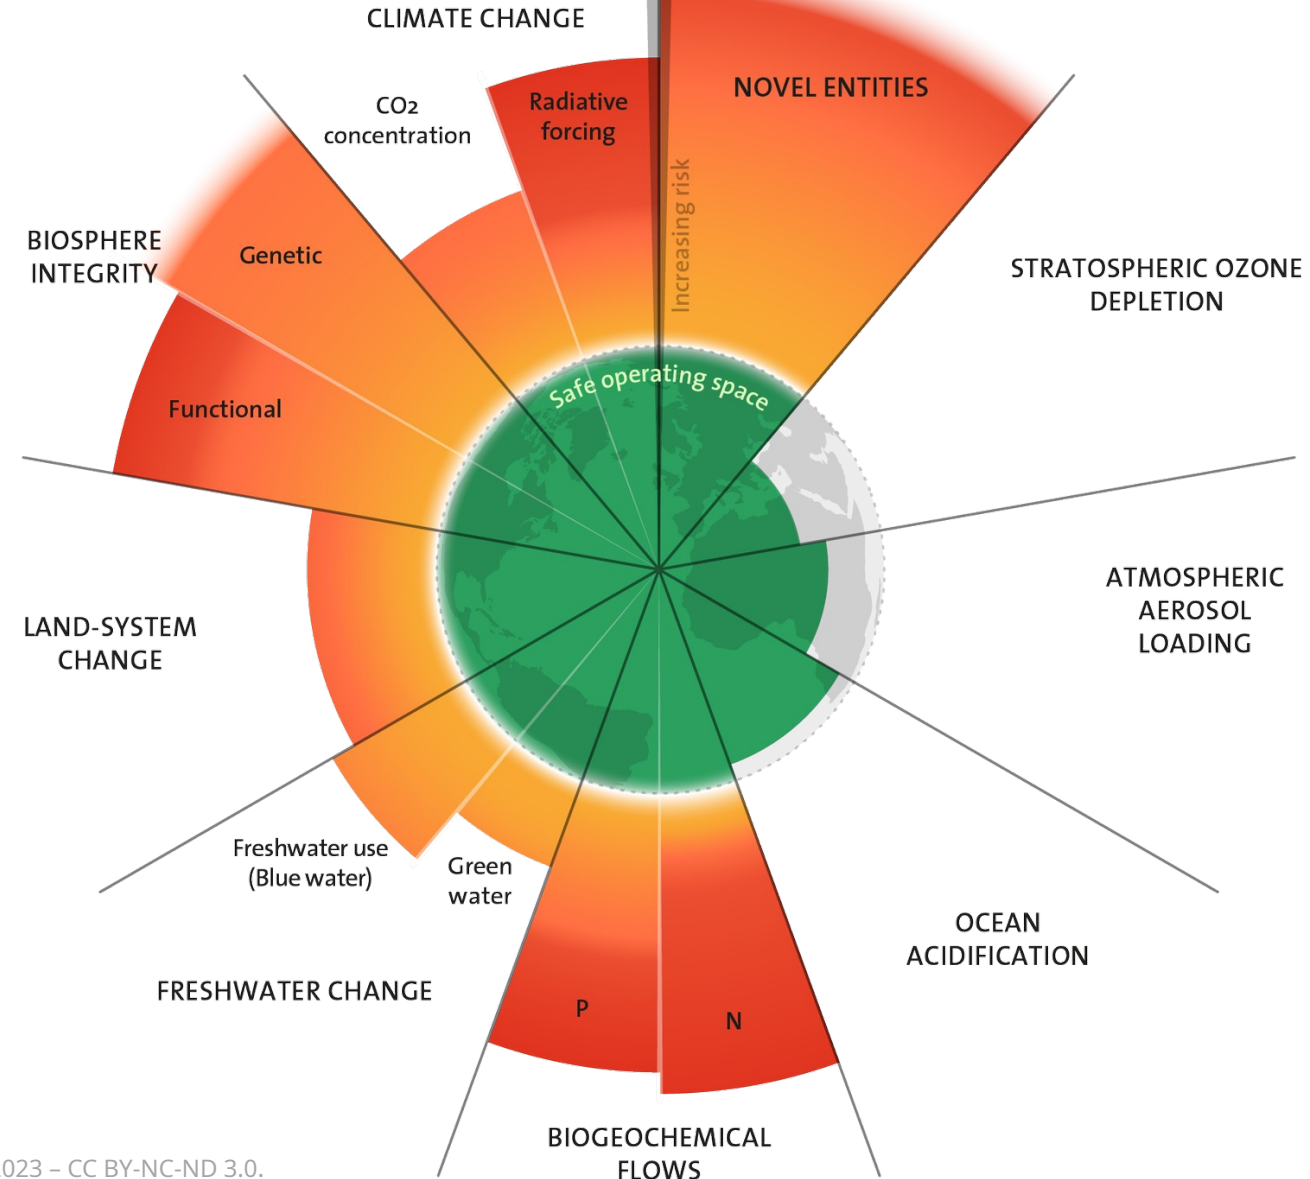 CLIMATE CHANGE
CO2
concentration
Radiative
forcing
NOVEL ENTITIES
Increasing risk
BIOSPHERE
INTEGRITY
Genetic
Functional
STRATOSPHERIC OZONE
DEPLETION
Safe operating space
ATMOSPHERIC
AEROSOL
LOADING
LAND-SYSTEM
CHANGE
Freshwater use
(Blue water)
Green
water
FRESHWATER CHANGE
OCEAN
ACIDIFICATION
P
N
BIOGEOCHEMICAL
FLOWS
023 – CC BY-NC-ND 3.0.